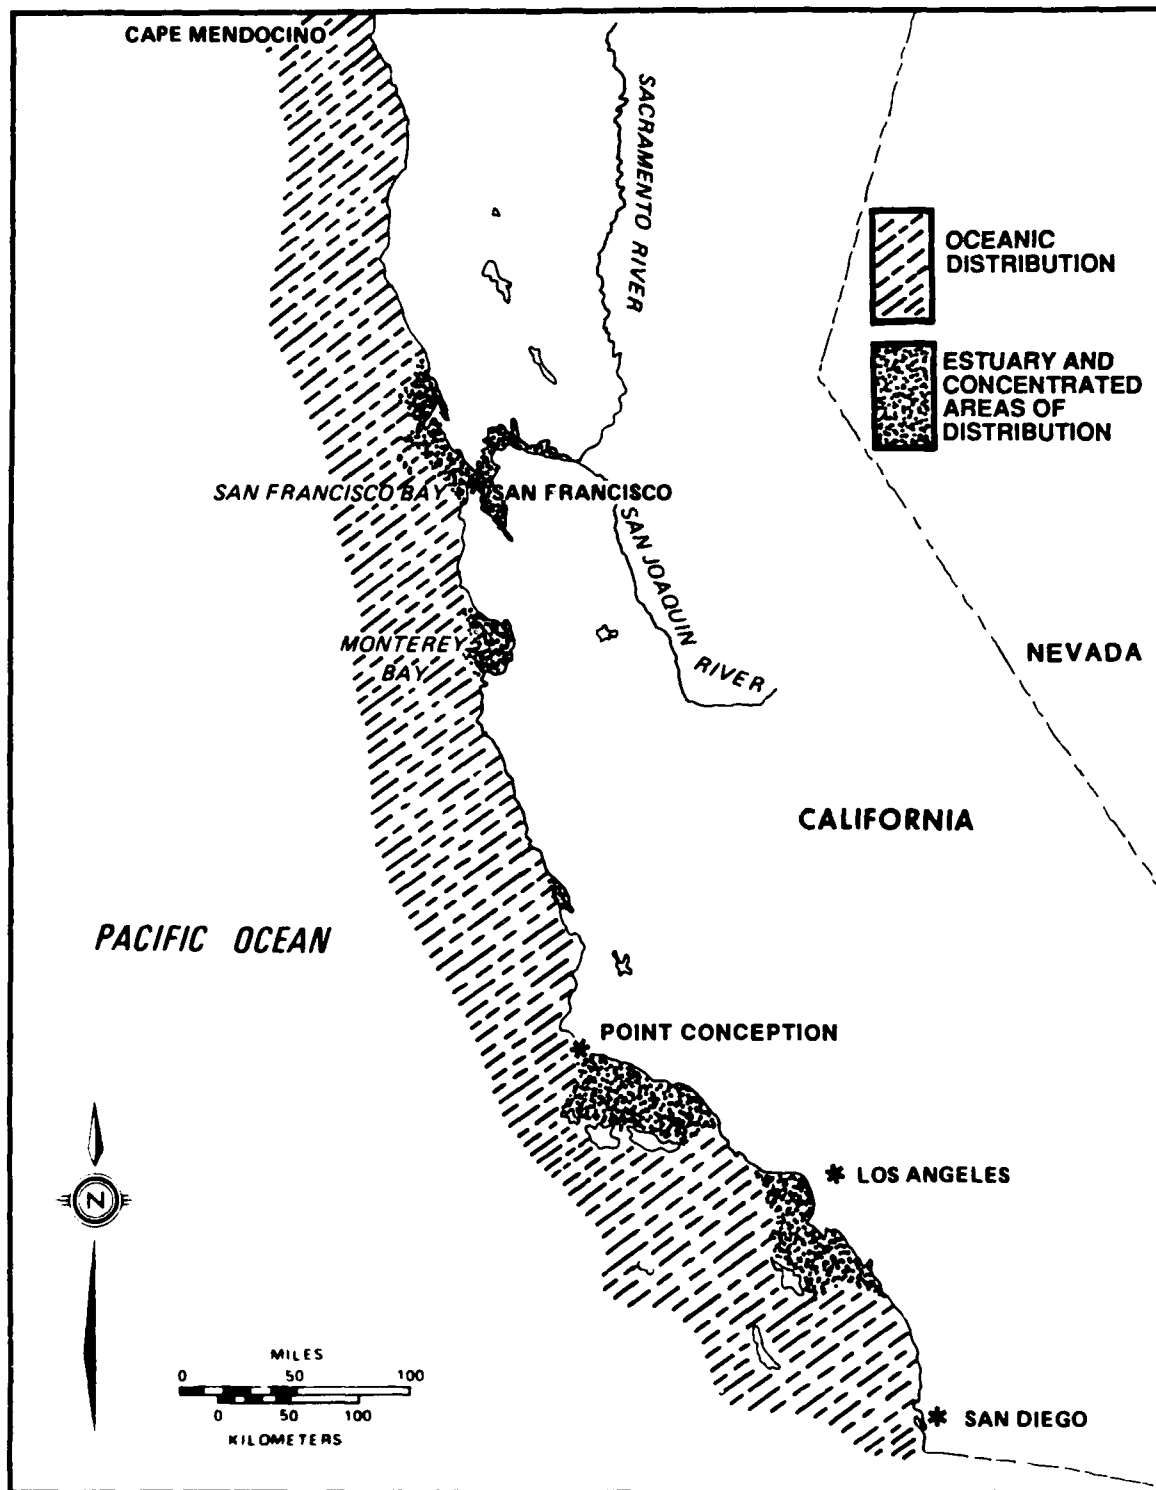 CAPE MENDOCINO
SACRAMENTO RIVER
OCEANIC
DISTRIBUTION
ESTUARY AND
CONCENTRATED
AREAS OF
DISTRIBUTION
SAN FRANCISCO BAY
SAN FRANCISCO
SAN JOAQUIN RIVER
MONTEREY
BAY
NEVADA
CALIFORNIA
PACIFIC OCEAN
POINT CONCEPTION
LOS ANGELES
N
MILES
0 50 100
0 50 100
KILOMETERS
SAN DIEGO